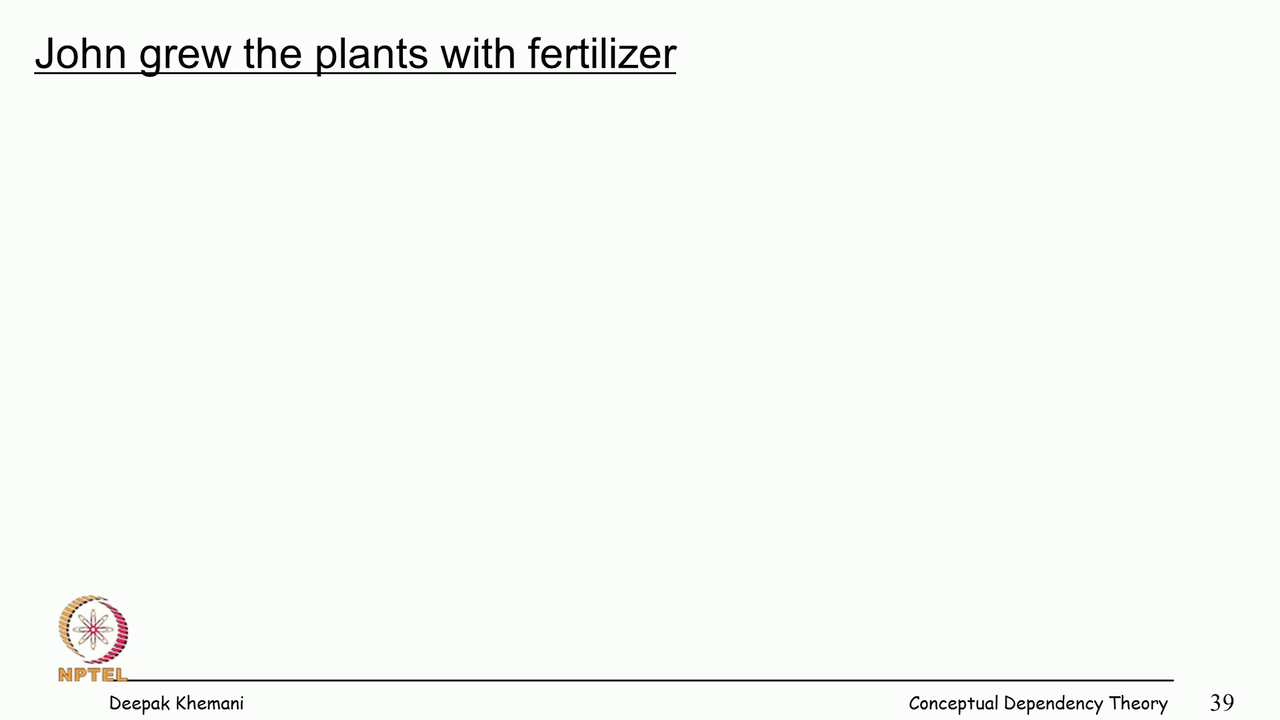 John grew the plants with fertilizer
NPTEL
Deepak Khemani
Conceptual Dependency Theory
39